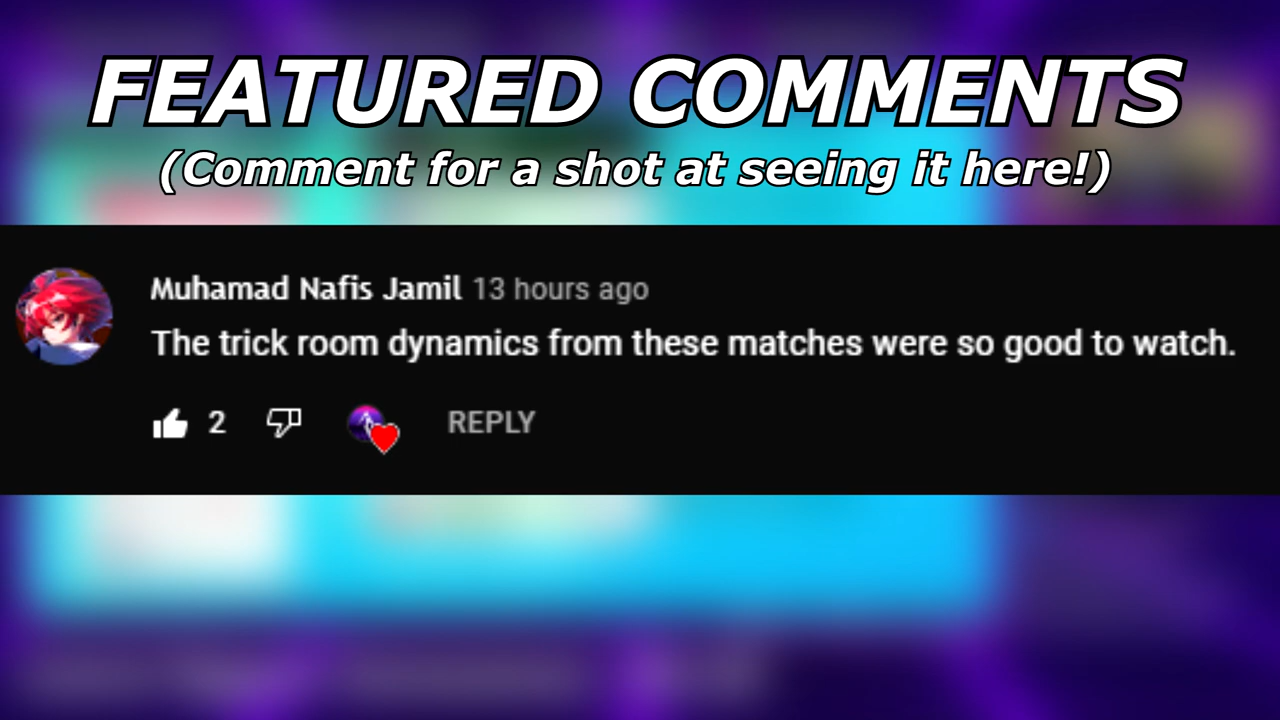 FEATURED COMMENTS
(Comment for a shot at seeing it here!)
Muhamad Nafis Jamil 13 hours ago
The trick room dynamics from these matches were so good to watch.
2 REPLY